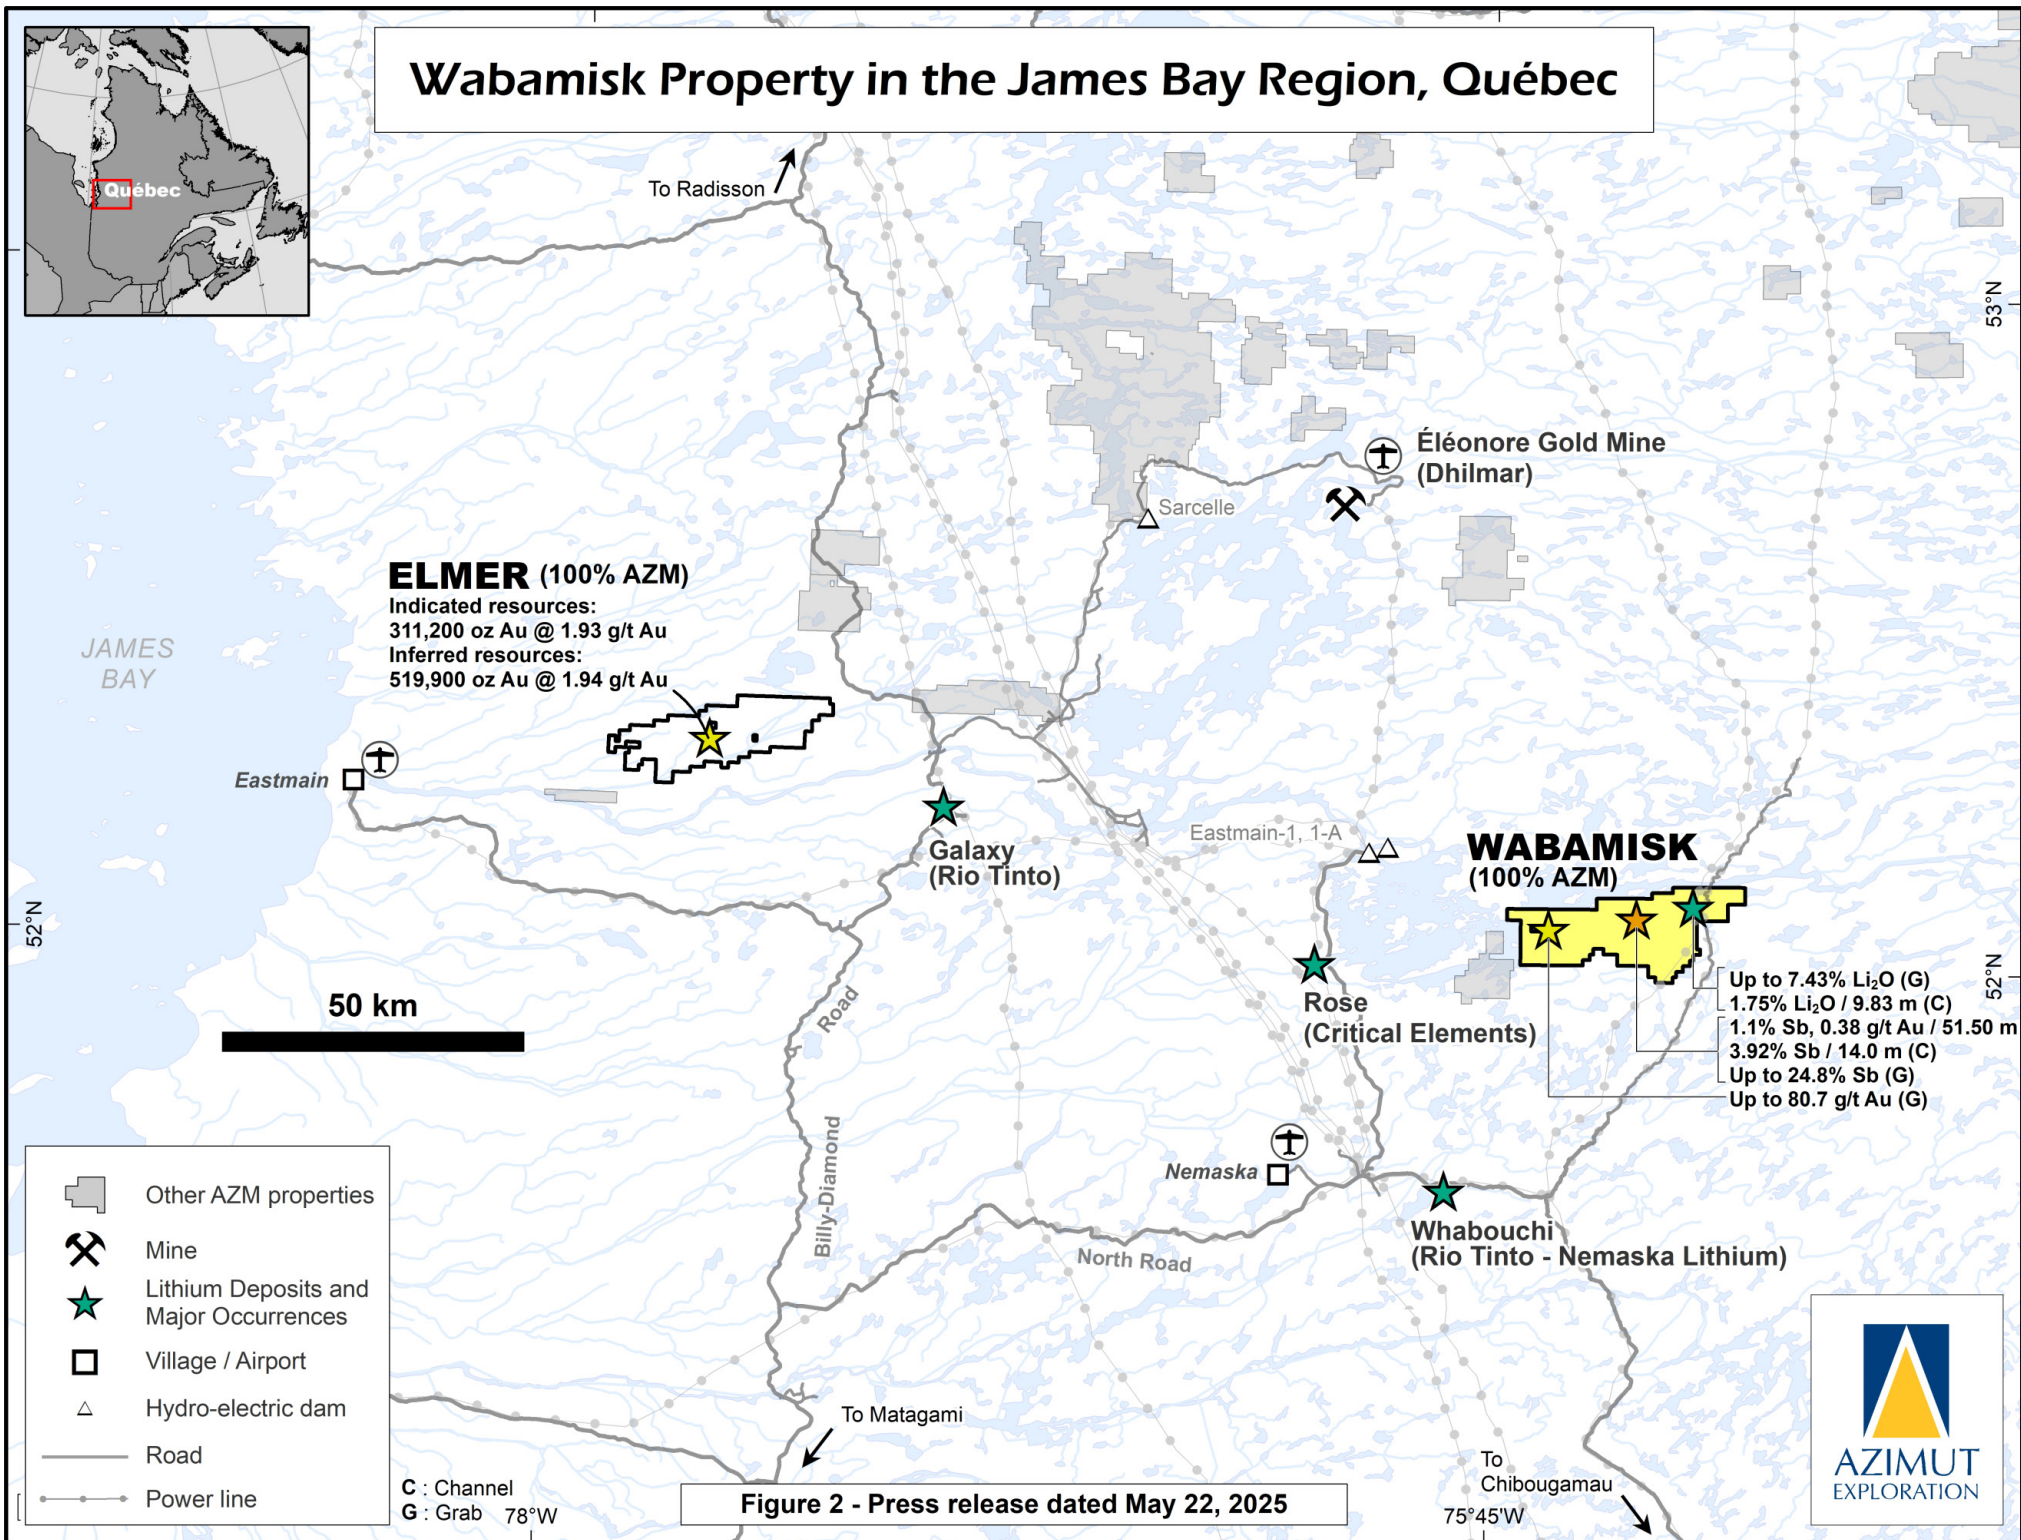 Wabamisk Property in the James Bay Region, Québec
Québec
To Radisson
53°N
Éléonore Gold Mine
(Dhilmar)
Sarcelle
ELMER (100% AZM)
Indicated resources:
311,200 oz Au @ 1.93 g/t Au
Inferred resources:
519,900 oz Au @ 1.94 g/t Au
JAMES
BAY
Eastmain
Galaxy
(Rio Tinto)
Eastmain-1, 1-A
WABAMISK
(100% AZM)
52°N
52°N
Up to 7.43% Li₂O (G)
1.75% Li₂O / 9.83 m (C)
1.1% Sb, 0.38 g/t Au / 51.50 m
3.92% Sb / 14.0 m (C)
Up to 24.8% Sb (G)
Up to 80.7 g/t Au (G)
50 km
Rose
(Critical Elements)
Road
Billy-Diamond
Nemaska
Whabouchi
(Rio Tinto - Nemaska Lithium)
North Road
Other AZM properties
Mine
Lithium Deposits and
Major Occurrences
Village / Airport
Hydro-electric dam
Road
Power line
C : Channel
G : Grab
78°W
To Matagami
Figure 2 - Press release dated May 22, 2025
To
Chibougamau
75°45'W
AZIMUT
EXPLORATION